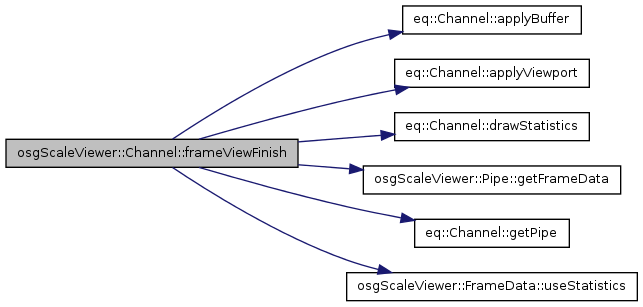 eq::Channel::applyBuffer
eq::Channel::applyViewport
eq::Channel::drawStatistics
osgScaleViewer::Channel::frameViewFinish
osgScaleViewer::Pipe::getFrameData
eq::Channel::getPipe
osgScaleViewer::FrameData::useStatistics